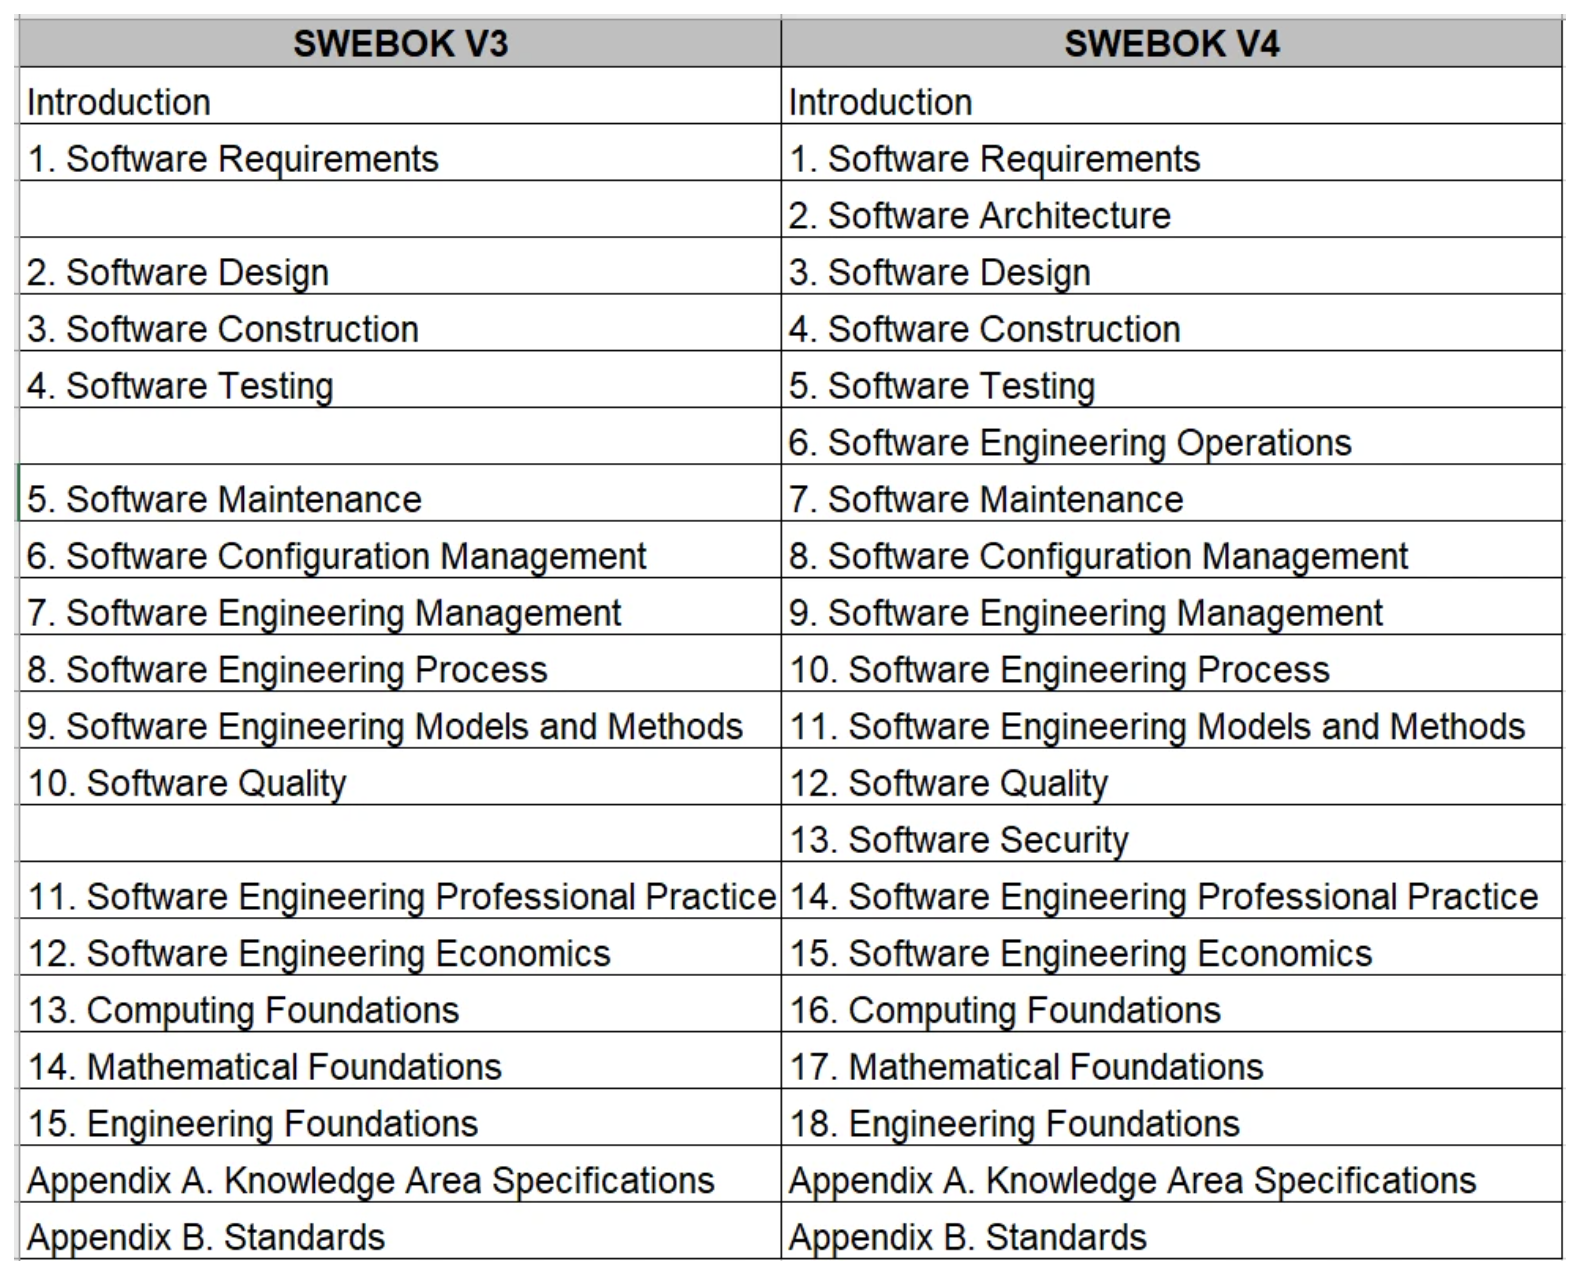 SWEBOK V3 SWEBOK V4
Introduction Introduction
1. Software Requirements 1. Software Requirements
2. Software Architecture
2. Software Design 3. Software Design
3. Software Construction 4. Software Construction
4. Software Testing 5. Software Testing
6. Software Engineering Operations
5. Software Maintenance 7. Software Maintenance
6. Software Configuration Management 8. Software Configuration Management
7. Software Engineering Management 9. Software Engineering Management
8. Software Engineering Process 10. Software Engineering Process
9. Software Engineering Models and Methods 11. Software Engineering Models and Methods
10. Software Quality 12. Software Quality
13. Software Security
11. Software Engineering Professional Practice 14. Software Engineering Professional Practice
12. Software Engineering Economics 15. Software Engineering Economics
13. Computing Foundations 16. Computing Foundations
14. Mathematical Foundations 17. Mathematical Foundations
15. Engineering Foundations 18. Engineering Foundations
Appendix A. Knowledge Area Specifications Appendix A. Knowledge Area Specifications
Appendix B. Standards Appendix B. Standards